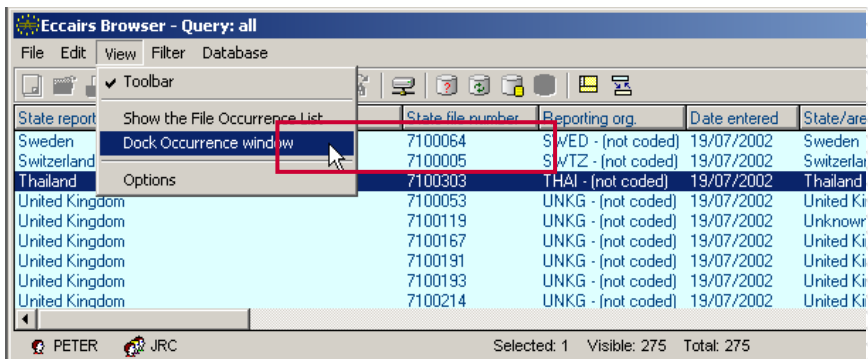 Eccairs Browser - Query: all
File Edit View Filter Database
Toolbar
Show the File Occurrence List
Dock Occurrence window
Options
State report State file number Reporting org. Date entered State/are
Sweden 7100064 SWED - (not coded) 19/07/2002 Sweden
Switzerland 7100005 SWTZ - (not coded) 19/07/2002 Switzerla
Thailand 7100303 THAI - (not coded) 19/07/2002 Thailand
United Kingdom 7100053 UNKG - (not coded) 19/07/2002 United Ki
United Kingdom 7100119 UNKG - (not coded) 19/07/2002 Unknowr
United Kingdom 7100167 UNKG - (not coded) 19/07/2002 United Ki
United Kingdom 7100191 UNKG - (not coded) 19/07/2002 United Ki
United Kingdom 7100193 UNKG - (not coded) 19/07/2002 United Ki
United Kingdom 7100214 UNKG - (not coded) 19/07/2002 United Ki
PETER JRC Selected: 1 Visible: 275 Total: 275